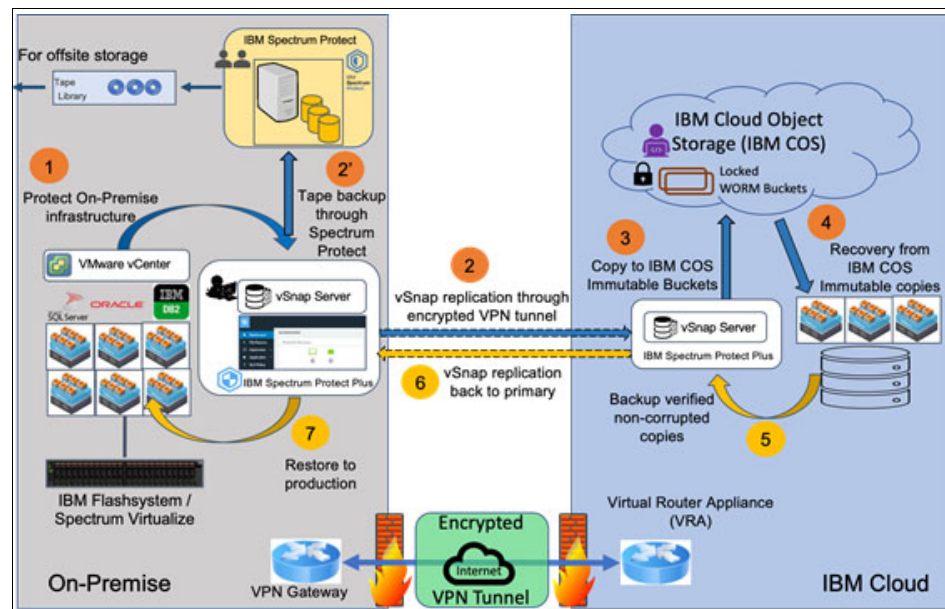 IBM Spectrum Protect
For offsite storage
Tape
Library
IBM
Spectrum
Protect
1
Protect On-Premise
infrastructure
2'
Tape backup
through
Spectrum
Protect
VMware vCenter
SQL Server
ORACLE
IBM
DB2
vSnap Server
IBM Spectrum Protect Plus
2
vSnap replication through
encrypted VPN tunnel
6
vSnap replication
back to primary
7
Restore to
production
IBM Flashsystem /
Spectrum Virtualize
On-Premise
VPN Gateway
Encrypted
Internet
VPN Tunnel
IBM Cloud Object
Storage (IBM COS)
Locked
WORM Buckets
3
Copy to IBM COS
Immutable Buckets
4
Recovery from
IBM COS
Immutable copies
vSnap Server
IBM Spectrum Protect Plus
Backup verified
non-corrupted
copies
5
Virtual Router Appliance
(VRA)
IBM Cloud